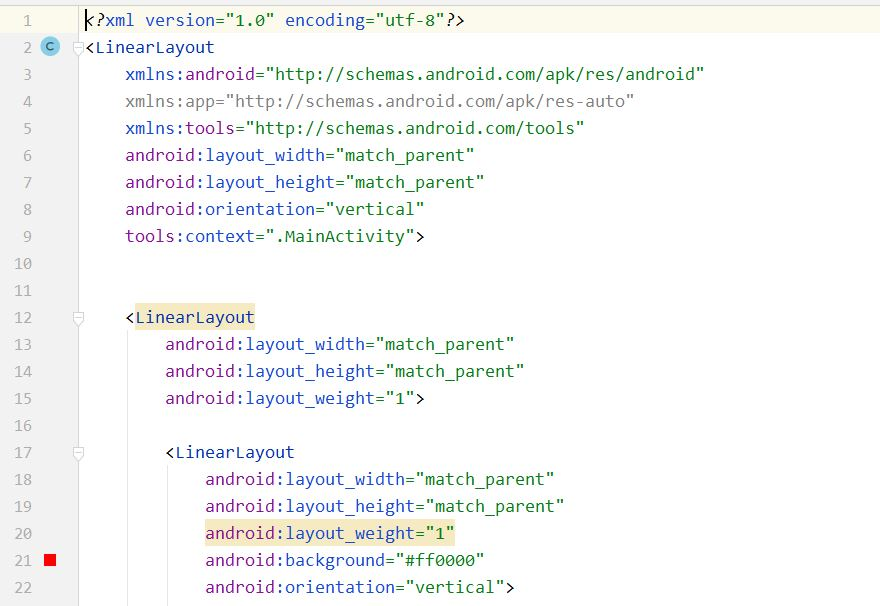 1 <?xml version="1.0" encoding="utf-8"?>
2 C <LinearLayout
3 xmlns:android="http://schemas.android.com/apk/res/android"
4 xmlns:app="http://schemas.android.com/apk/res-auto"
5 xmlns:tools="http://schemas.android.com/tools"
6 android:layout_width="match_parent"
7 android:layout_height="match_parent"
8 android:orientation="vertical"
9 tools:context=".MainActivity">
10
11
12 <LinearLayout
13 android:layout_width="match_parent"
14 android:layout_height="match_parent"
15 android:layout_weight="1">
16
17 <LinearLayout
18 android:layout_width="match_parent"
19 android:layout_height="match_parent"
20 android:layout_weight="1"
21 android:background="#ff0000"
22 android:orientation="vertical">